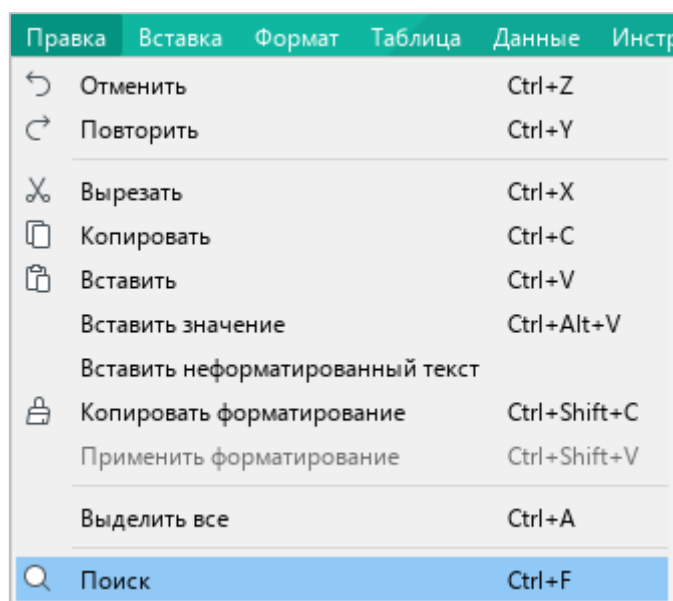 Правка Вставка Формат Таблица Данные Инстр
Отменить Ctrl+Z
Повторить Ctrl+Y
Вырезать Ctrl+X
Копировать Ctrl+C
Вставить Ctrl+V
Вставить значение Ctrl+Alt+V
Вставить неформатированный текст
Копировать форматирование Ctrl+Shift+C
Применить форматирование Ctrl+Shift+V
Выделить все Ctrl+A
Поиск Ctrl+F